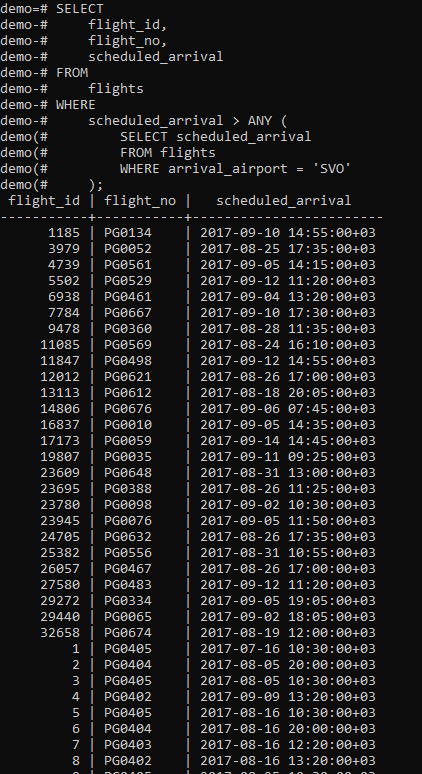 demo=# SELECT
demo-#     flight_id,
demo-#     flight_no,
demo-#     scheduled_arrival
demo-# FROM
demo-#     flights
demo-# WHERE
demo-#     scheduled_arrival > ANY (
demo(#         SELECT scheduled_arrival
demo(#         FROM flights
demo(#         WHERE arrival_airport = 'SVO'
demo(#     );
 flight_id | flight_no |   scheduled_arrival
-----------+-----------+------------------------
      1185 | PG0134    | 2017-09-10 14:55:00+03
      3979 | PG0052    | 2017-08-25 17:35:00+03
      4739 | PG0561    | 2017-09-05 14:15:00+03
      5502 | PG0529    | 2017-09-12 11:20:00+03
      6938 | PG0461    | 2017-09-04 13:20:00+03
      7784 | PG0667    | 2017-09-10 17:30:00+03
      9478 | PG0360    | 2017-08-28 11:35:00+03
     11085 | PG0569    | 2017-08-24 16:10:00+03
     11847 | PG0498    | 2017-09-12 14:55:00+03
     12012 | PG0621    | 2017-08-26 17:00:00+03
     13113 | PG0612    | 2017-08-18 20:05:00+03
     14806 | PG0676    | 2017-09-06 07:45:00+03
     16837 | PG0010    | 2017-09-05 14:35:00+03
     17173 | PG0059    | 2017-09-14 14:45:00+03
     19807 | PG0035    | 2017-09-11 09:25:00+03
     23609 | PG0648    | 2017-08-31 13:00:00+03
     23695 | PG0388    | 2017-08-26 11:25:00+03
     23780 | PG0098    | 2017-09-02 10:30:00+03
     23945 | PG0076    | 2017-09-05 11:50:00+03
     24705 | PG0632    | 2017-08-26 17:35:00+03
     25382 | PG0556    | 2017-08-31 10:55:00+03
     26057 | PG0467    | 2017-08-26 17:00:00+03
     27580 | PG0483    | 2017-09-12 11:20:00+03
     29272 | PG0334    | 2017-09-05 19:05:00+03
     29440 | PG0065    | 2017-09-02 18:05:00+03
     32658 | PG0674    | 2017-08-19 12:00:00+03
         1 | PG0405    | 2017-07-16 10:30:00+03
         2 | PG0404    | 2017-08-05 20:00:00+03
         3 | PG0405    | 2017-08-05 10:30:00+03
         4 | PG0402    | 2017-09-09 13:20:00+03
         5 | PG0405    | 2017-08-16 10:30:00+03
         6 | PG0404    | 2017-08-16 20:00:00+03
         7 | PG0403    | 2017-08-16 12:20:00+03
         8 | PG0402    | 2017-08-16 13:20:00+03